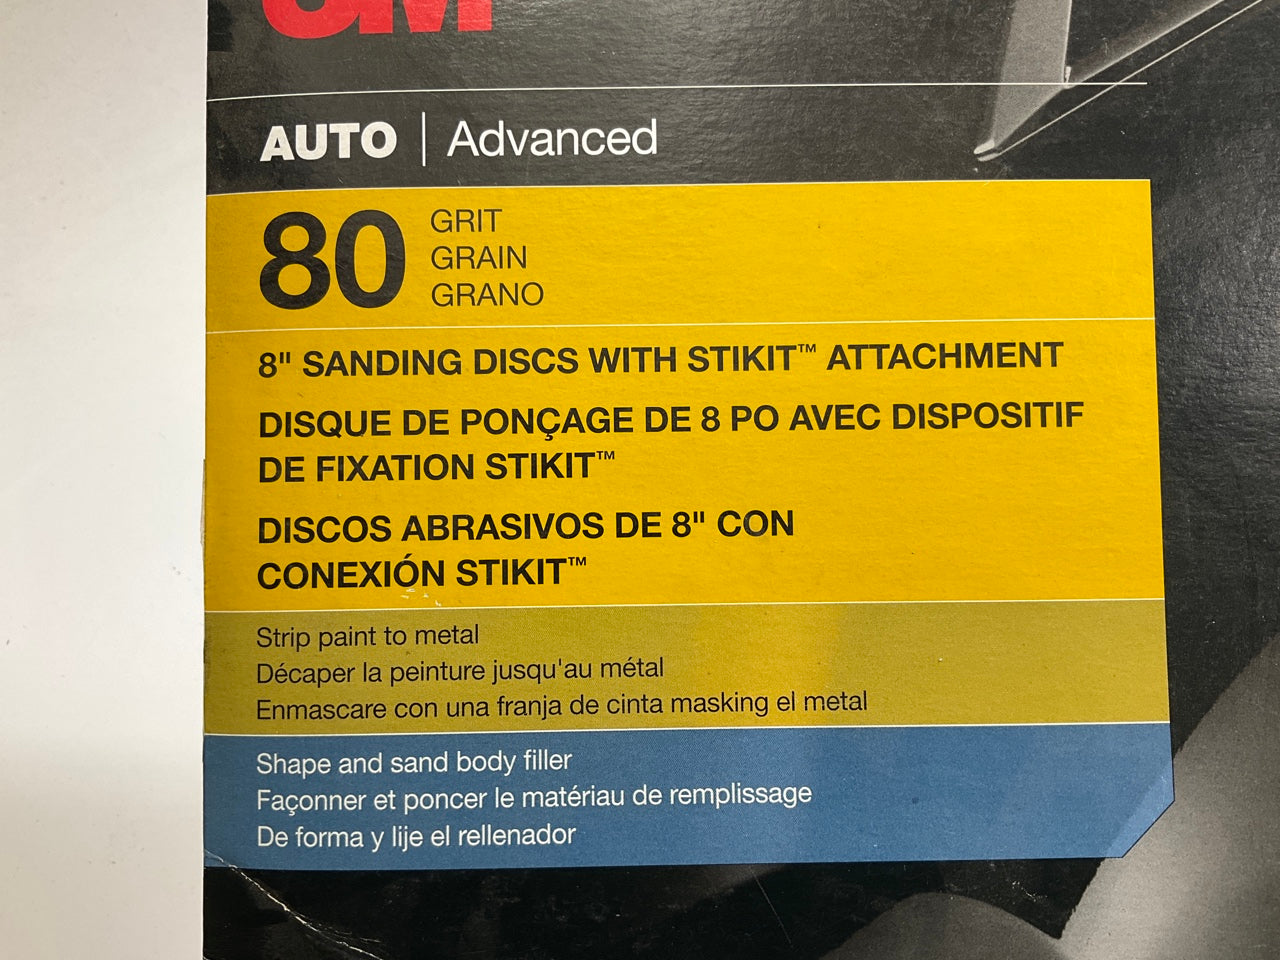 3M
AUTO | Advanced
80
GRIT
GRAIN
GRANO
8" SANDING DISCS WITH STIKIT™ ATTACHMENT
DISQUE DE PONÇAGE DE 8 PO AVEC DISPOSITIF
DE FIXATION STIKIT™
DISCOS ABRASIVOS DE 8" CON
CONEXIÓN STIKIT™
Strip paint to metal
Décaper la peinture jusqu'au métal
Enmascare con una franja de cinta masking el metal
Shape and sand body filler
Façonner et poncer le matériau de remplissage
De forma y lije el rellenador